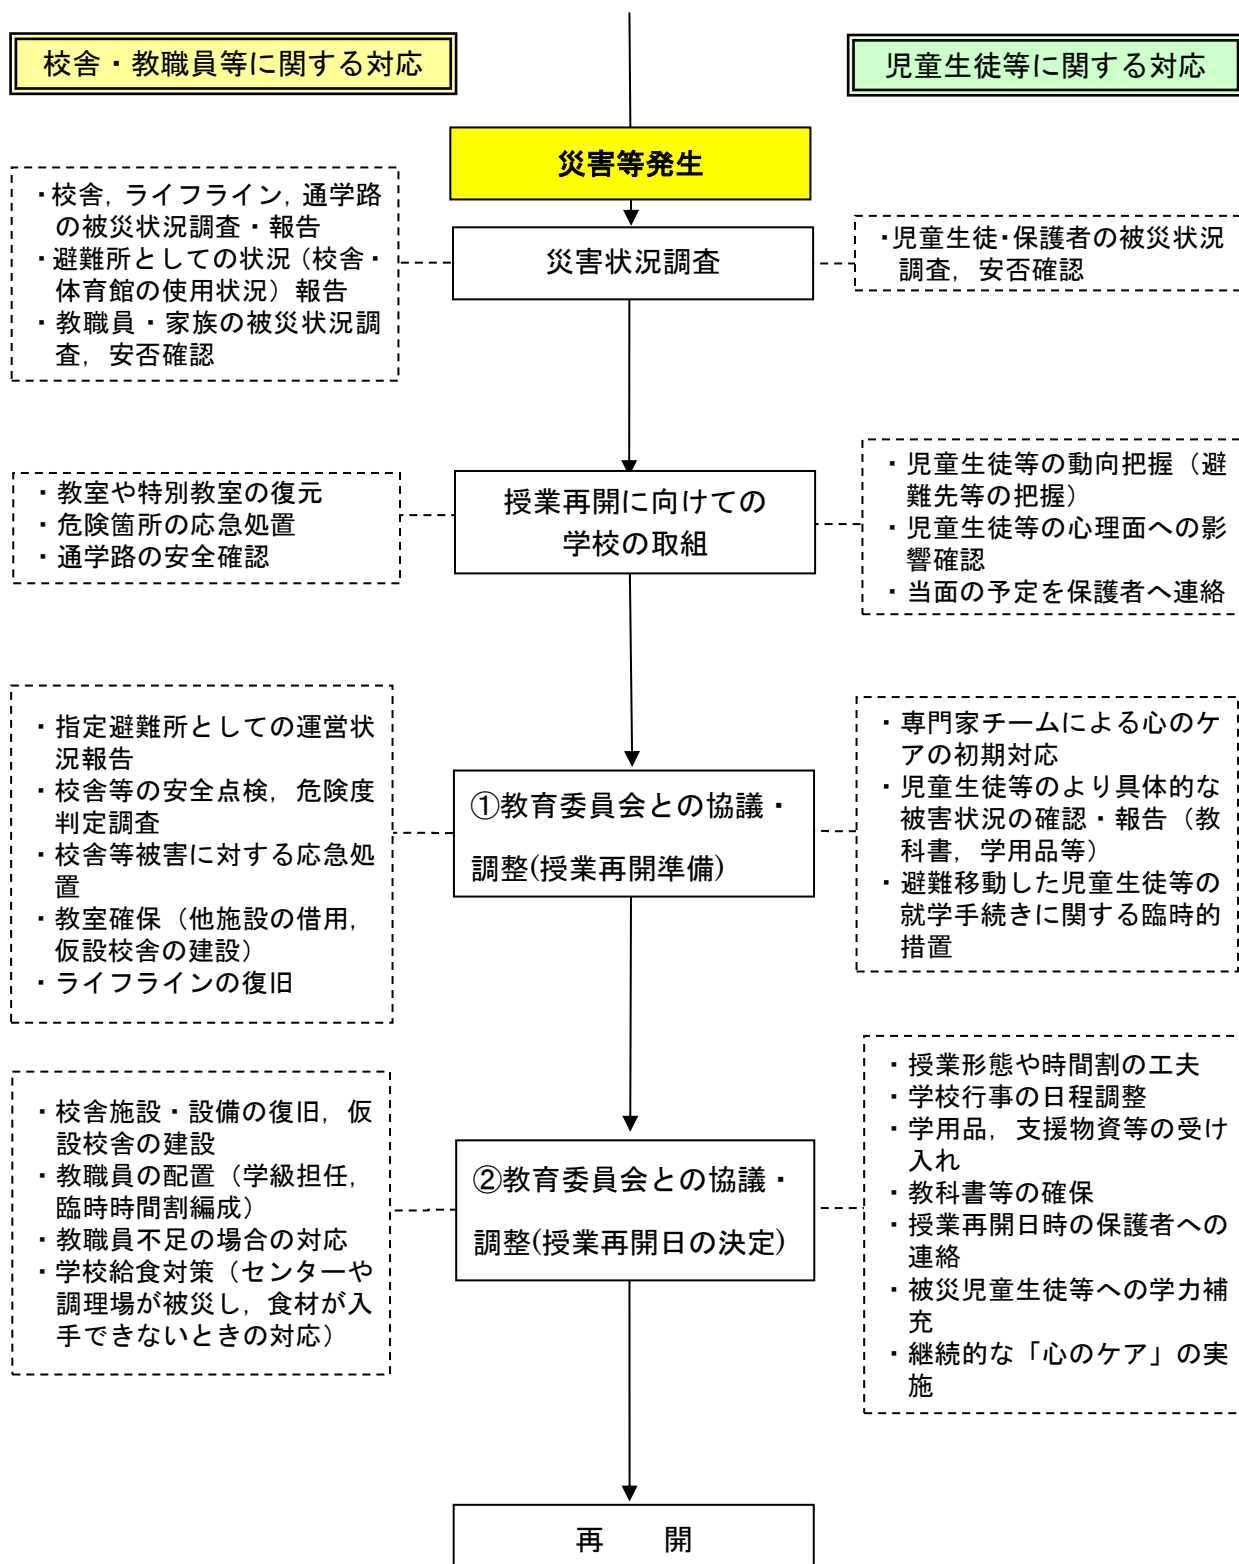 校舎・教職員等に関する対応
児童生徒等に関する対応
災害等発生
・校舎，ライフライン，通学路
の被災状況調査・報告
・避難所としての状況（校舎・
体育館の使用状況）報告
・教職員・家族の被災状況調
査，安否確認
災害状況調査
・児童生徒・保護者の被災状況
調査，安否確認
・教室や特別教室の復元
・危険箇所の応急処置
・通学路の安全確認
授業再開に向けての
学校の取組
・児童生徒等の動向把握（避
難先等の把握）
・児童生徒等の心理面への影
響確認
・当面の予定を保護者へ連絡
・指定避難所としての運営状
況報告
・校舎等の安全点検，危険度
判定調査
・校舎等被害に対する応急処
置
・教室確保（他施設の借用，
仮設校舎の建設）
・ライフラインの復旧
①教育委員会との協議・
調整(授業再開準備)
・専門家チームによる心のケ
アの初期対応
・児童生徒等のより具体的な
被害状況の確認・報告（教
科書，学用品等）
・避難移動した児童生徒等の
就学手続きに関する臨時的
措置
・校舎施設・設備の復旧，仮
設校舎の建設
・教職員の配置（学級担任，
臨時時間割編成）
・教職員不足の場合の対応
・学校給食対策（センターや
調理場が被災し，食材が入
手できないときの対応）
②教育委員会との協議・
調整(授業再開日の決定)
・授業形態や時間割の工夫
・学校行事の日程調整
・学用品，支援物資等の受け
入れ
・教科書等の確保
・授業再開日時の保護者への
連絡
・被災児童生徒等への学力補
充
・継続的な「心のケア」の実
施
再　　開